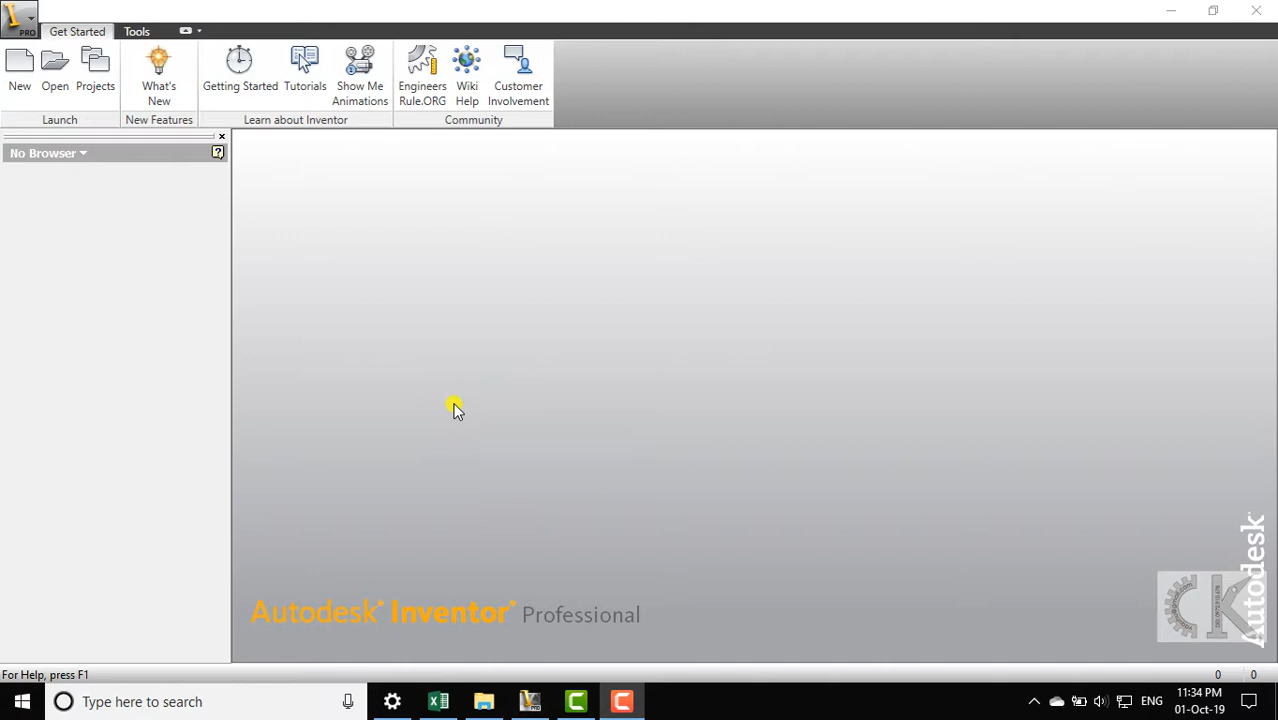 PRO
Get Started Tools
New Open Projects What's New Getting Started Tutorials Show Me Animations Engineers Rule.ORG Wiki Help Customer Involvement
Launch New Features Learn about Inventor Community
No Browser
Autodesk Inventor Professional
Autodesk
For Help, press F1 0 0
Type here to search
ENG
11:34 PM
01-Oct-19